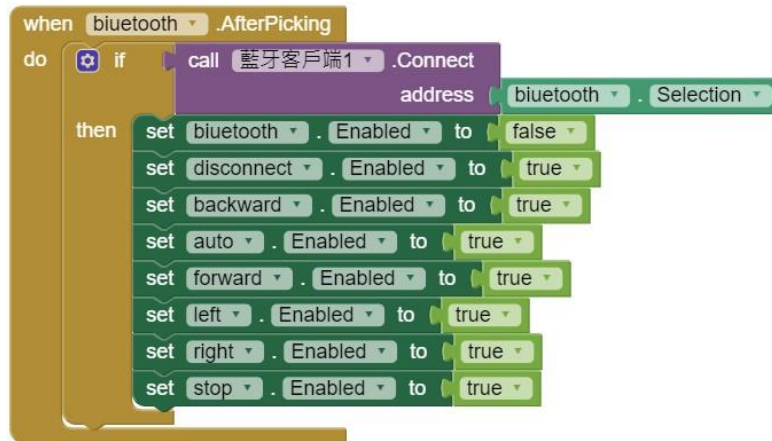 when biuetooth .AfterPicking
do if call 藍牙客戶端1 .Connect
address biuetooth . Selection
then set biuetooth . Enabled to false
set disconnect . Enabled to true
set backward . Enabled to true
set auto . Enabled to true
set forward . Enabled to true
set left . Enabled to true
set right . Enabled to true
set stop . Enabled to true